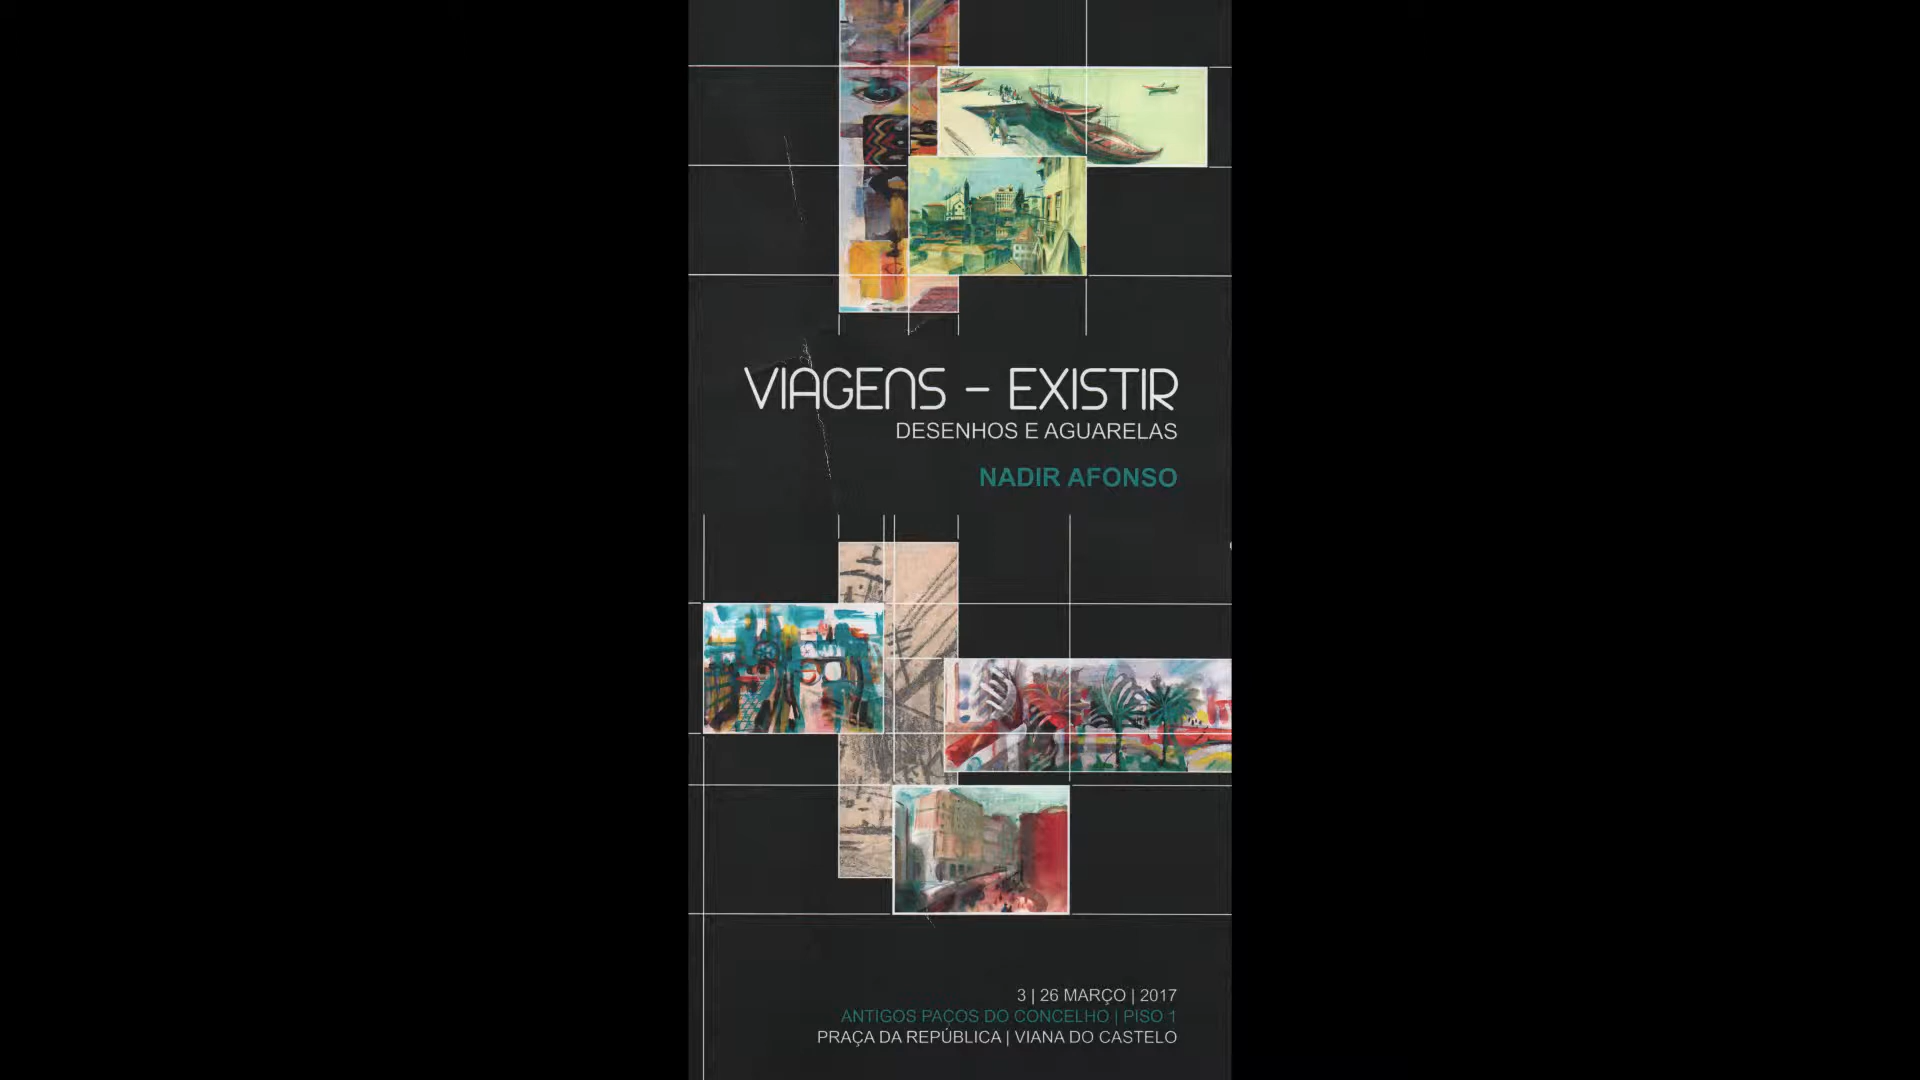 VIAGENS – EXISTIR
DESENHOS E AGUARELAS
NADIR AFONSO
3 | 26 MARÇO | 2017
ANTIGOS PAÇOS DO CONCELHO | PISO 1
PRAÇA DA REPÚBLICA | VIANA DO CASTELO